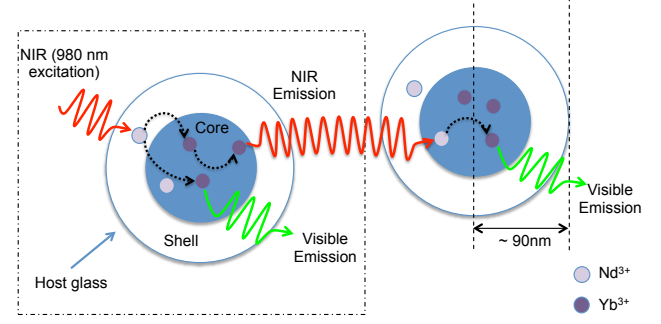 NIR (980 nm
excitation)
NIR
Emission
Core
Shell
Visible
Emission
Host glass
Visible
Emission
~ 90nm
Nd³⁺
Yb³⁺